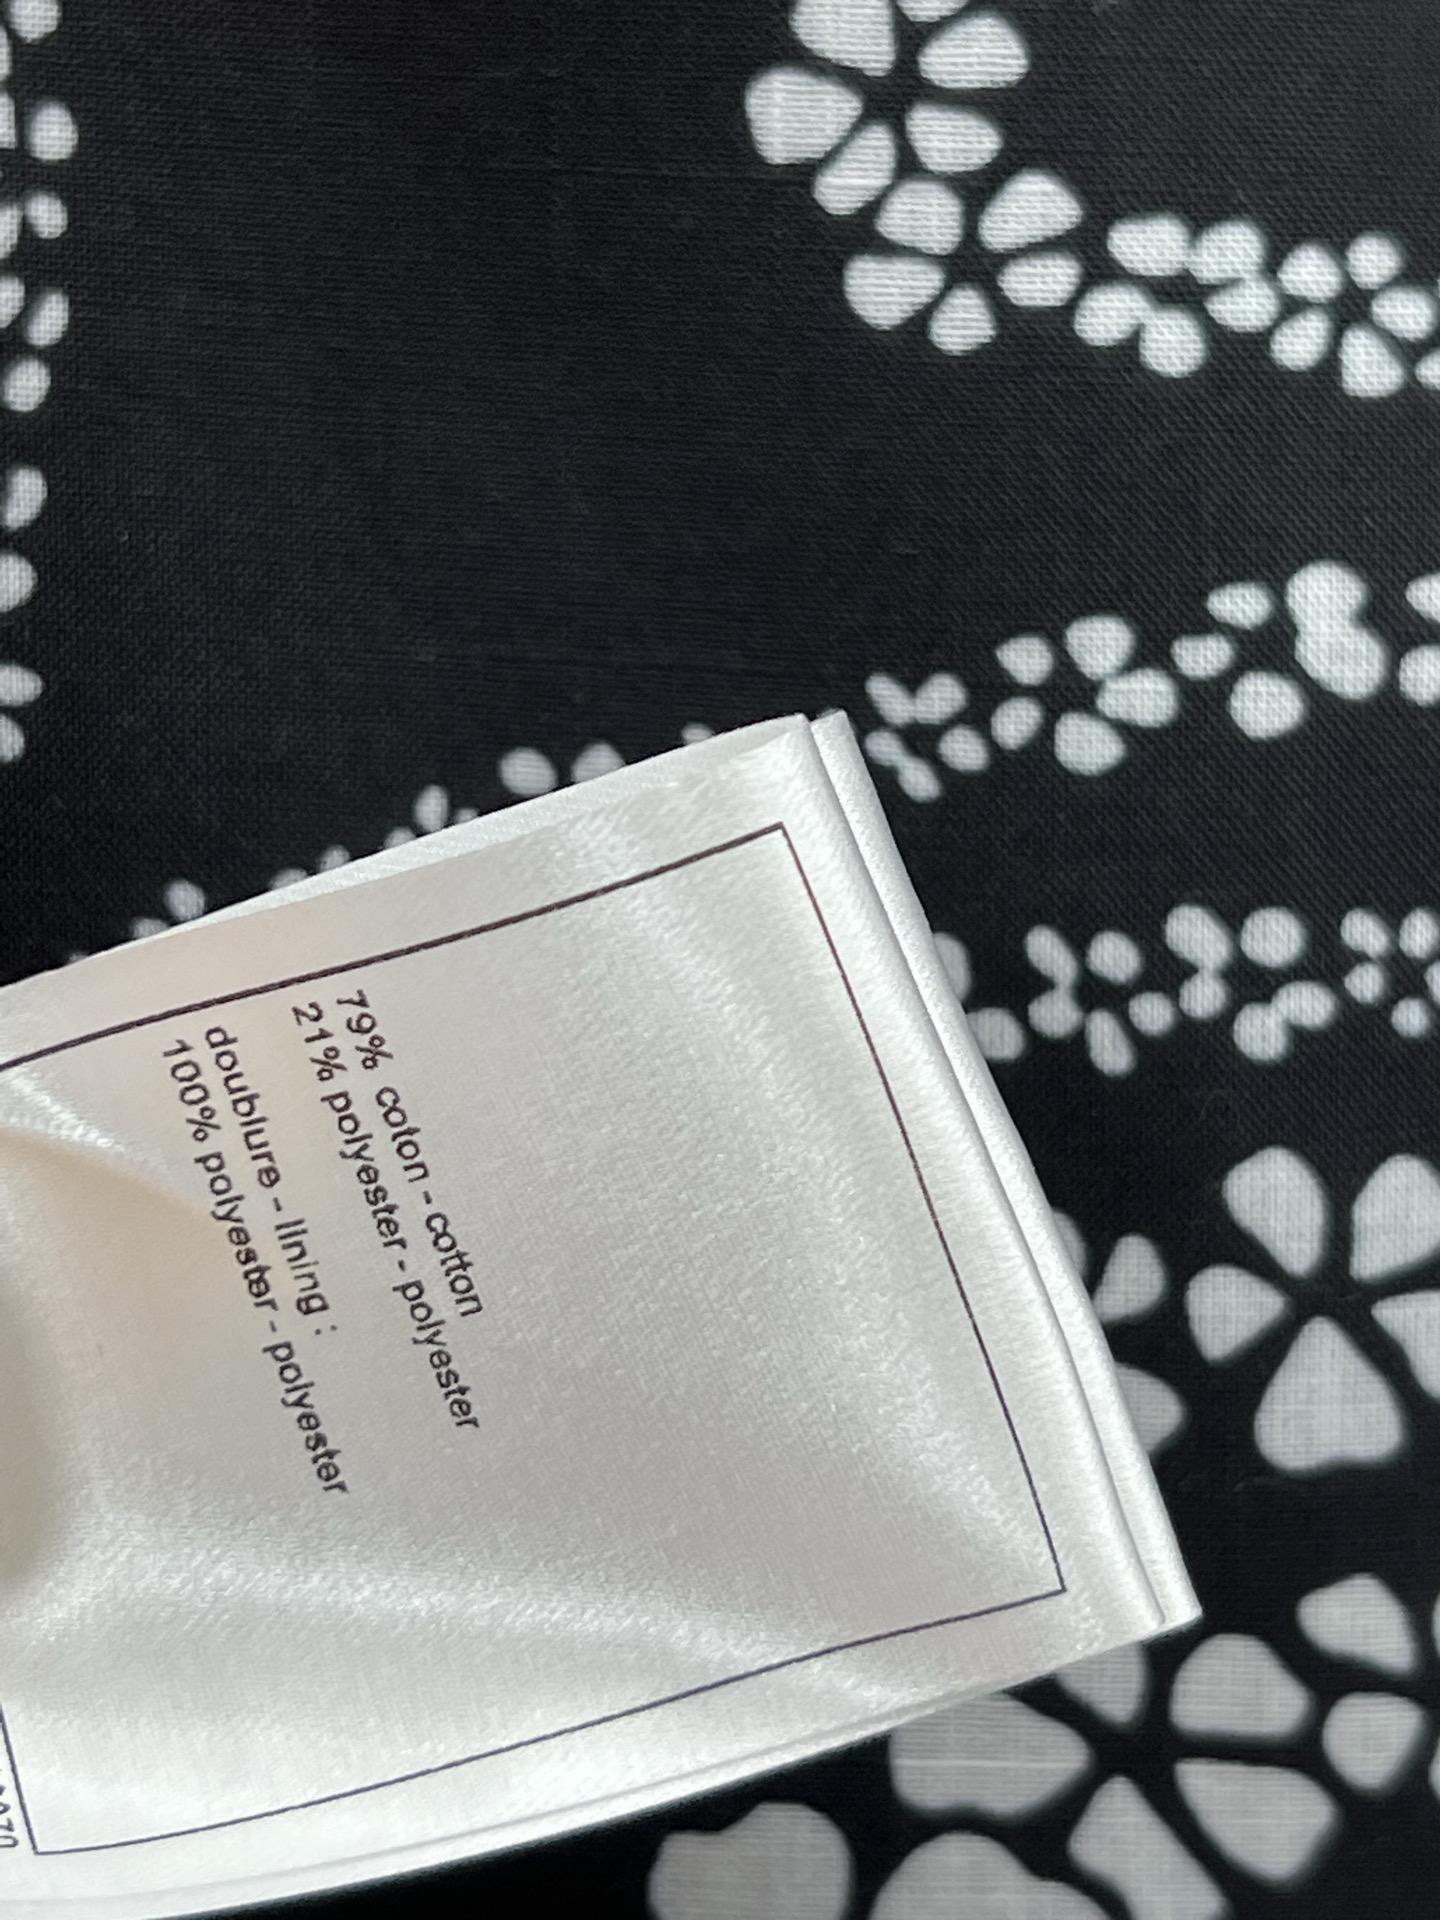 79% coton - cotton
21% polyester - polyester
doublure - lining :
100% polyester - polyester